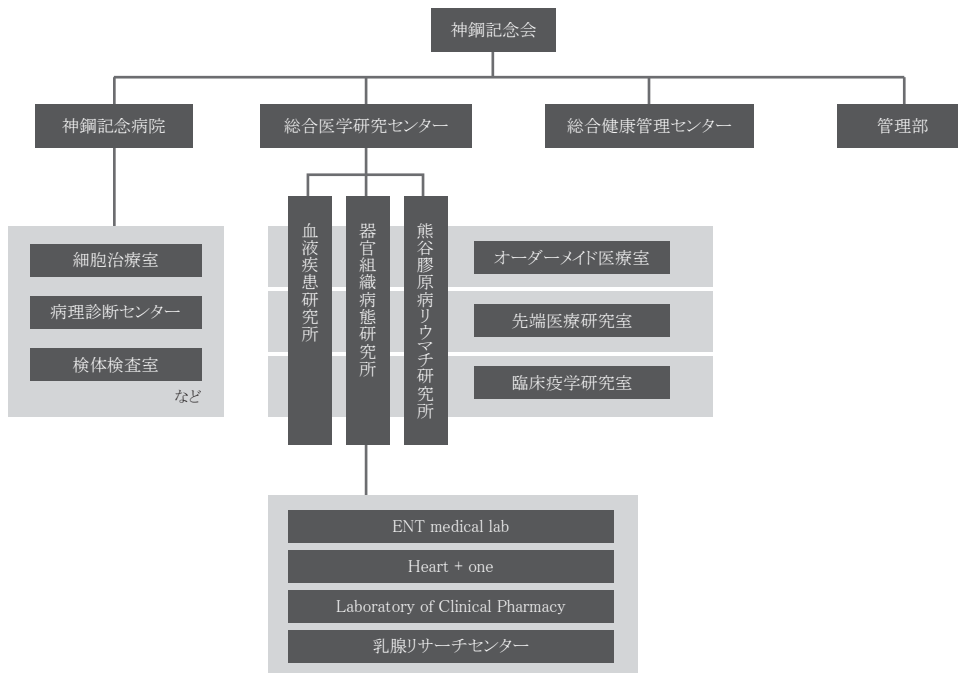 神鋼記念会
神鋼記念病院
総合医学研究センター
総合健康管理センター
管理部
細胞治療室
病理診断センター
検体検査室
など
血液疾患研究所
器官組織病態研究所
熊谷膠原病リウマチ研究所
オーダーメイド医療室
先端医療研究室
臨床疫学研究室
ENT medical lab
Heart + one
Laboratory of Clinical Pharmacy
乳腺リサーチセンター